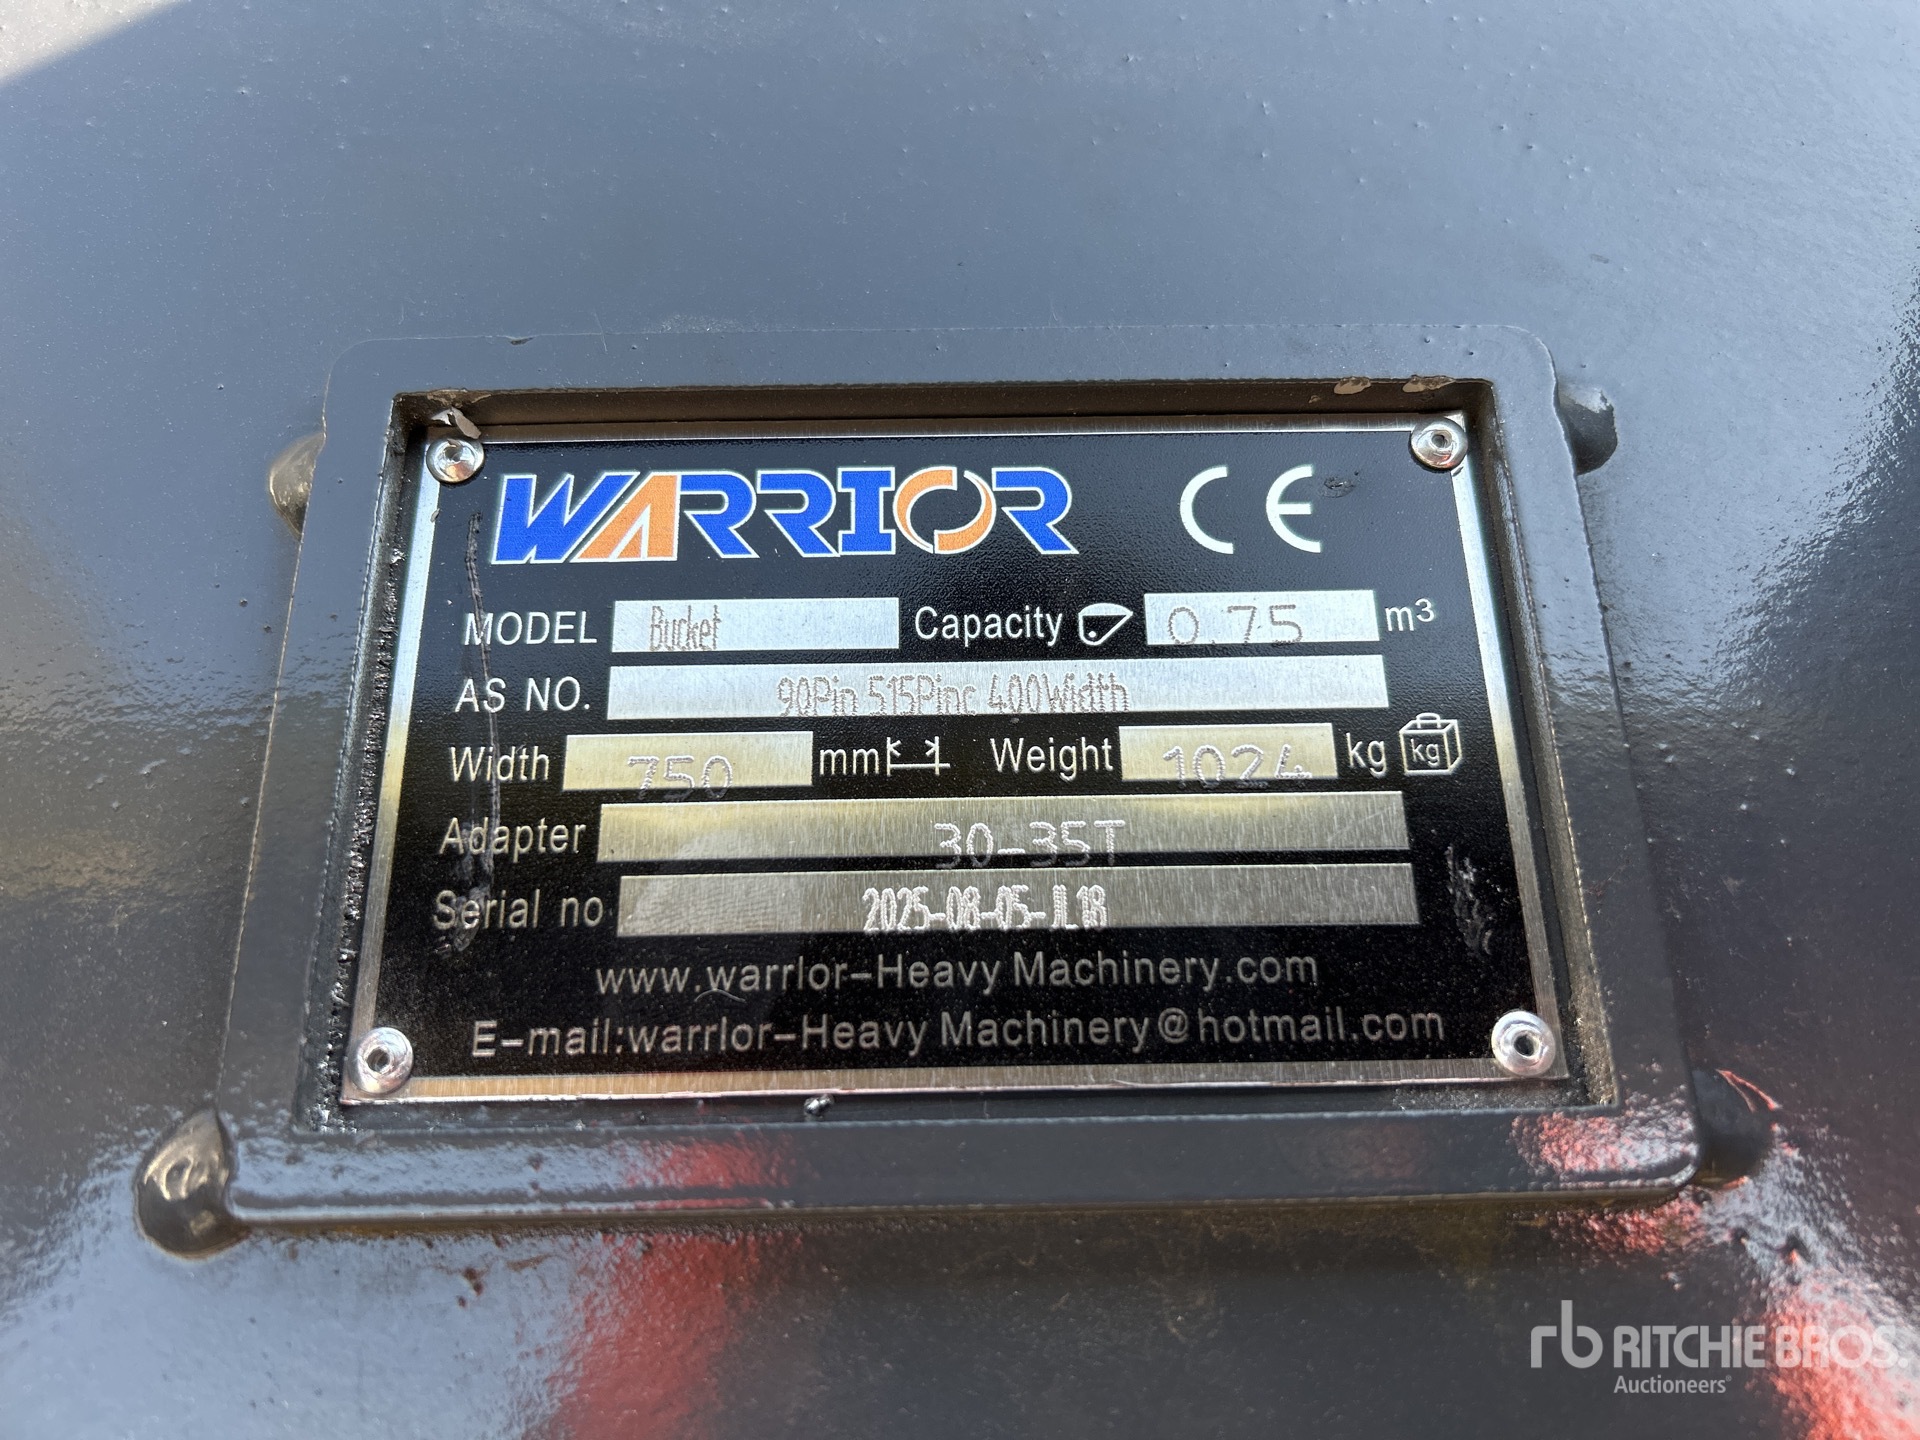 WARRIOR CE
MODEL Bucket Capacity 0.75 m³
AS NO. 90Pin 515Pinc 400Width
Width 750 mm Weight 1024 kg kg
Adapter 30-35T
Serial no 2025-08-05-JL18
www.warrlor-Heavy Machinery.com
E-mail:warrlor-Heavy Machinery@hotmail.com
rb RITCHIE BROS.
Auctioneers